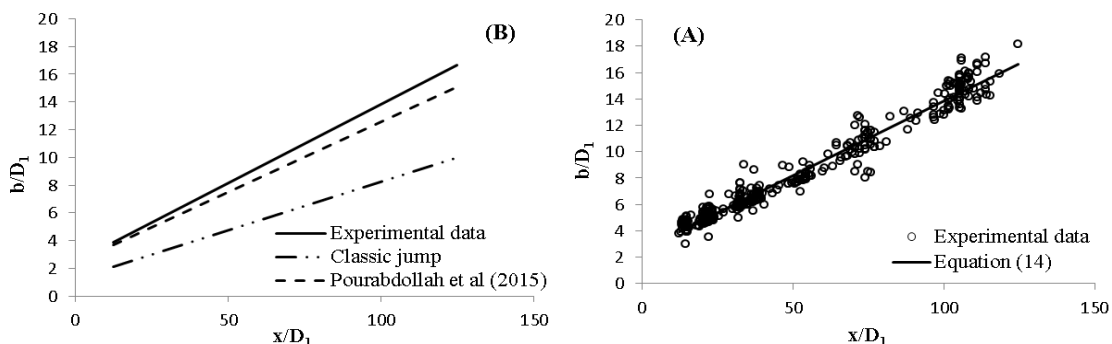 20
18
16
14
12
10
8
6
4
2
0
b/D1
(B)
Experimental data
Classic jump
Pourabdollah et al (2015)
0 50 100 150
x/D1
20
18
16
14
12
10
8
6
4
2
0
b/D1
(A)
Experimental data
Equation (14)
0 50 100 150
x/D1